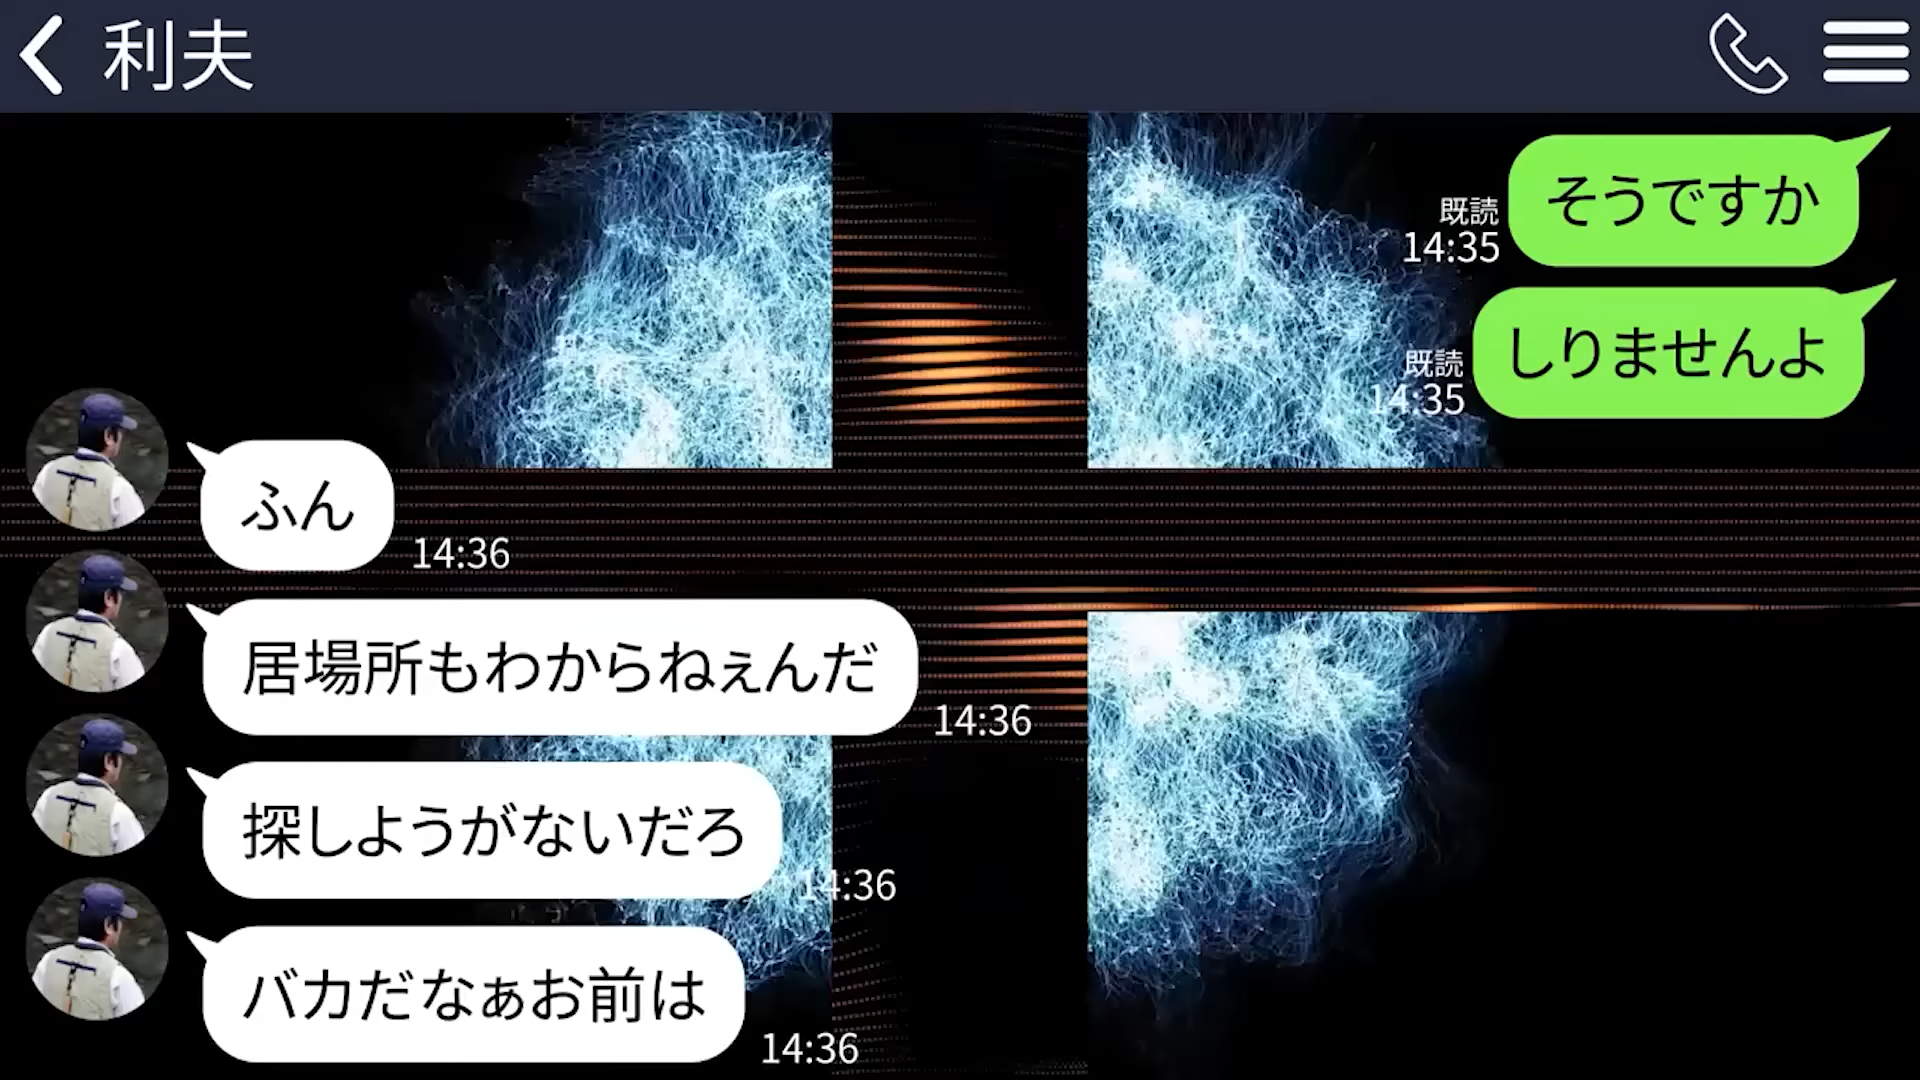 利夫
そうですか
既読
14:35
しりませんよ
既読
14:35
ふん
14:36
居場所もわからねぇんだ
14:36
探しようがないだろ
14:36
バカだなぁお前は
14:36